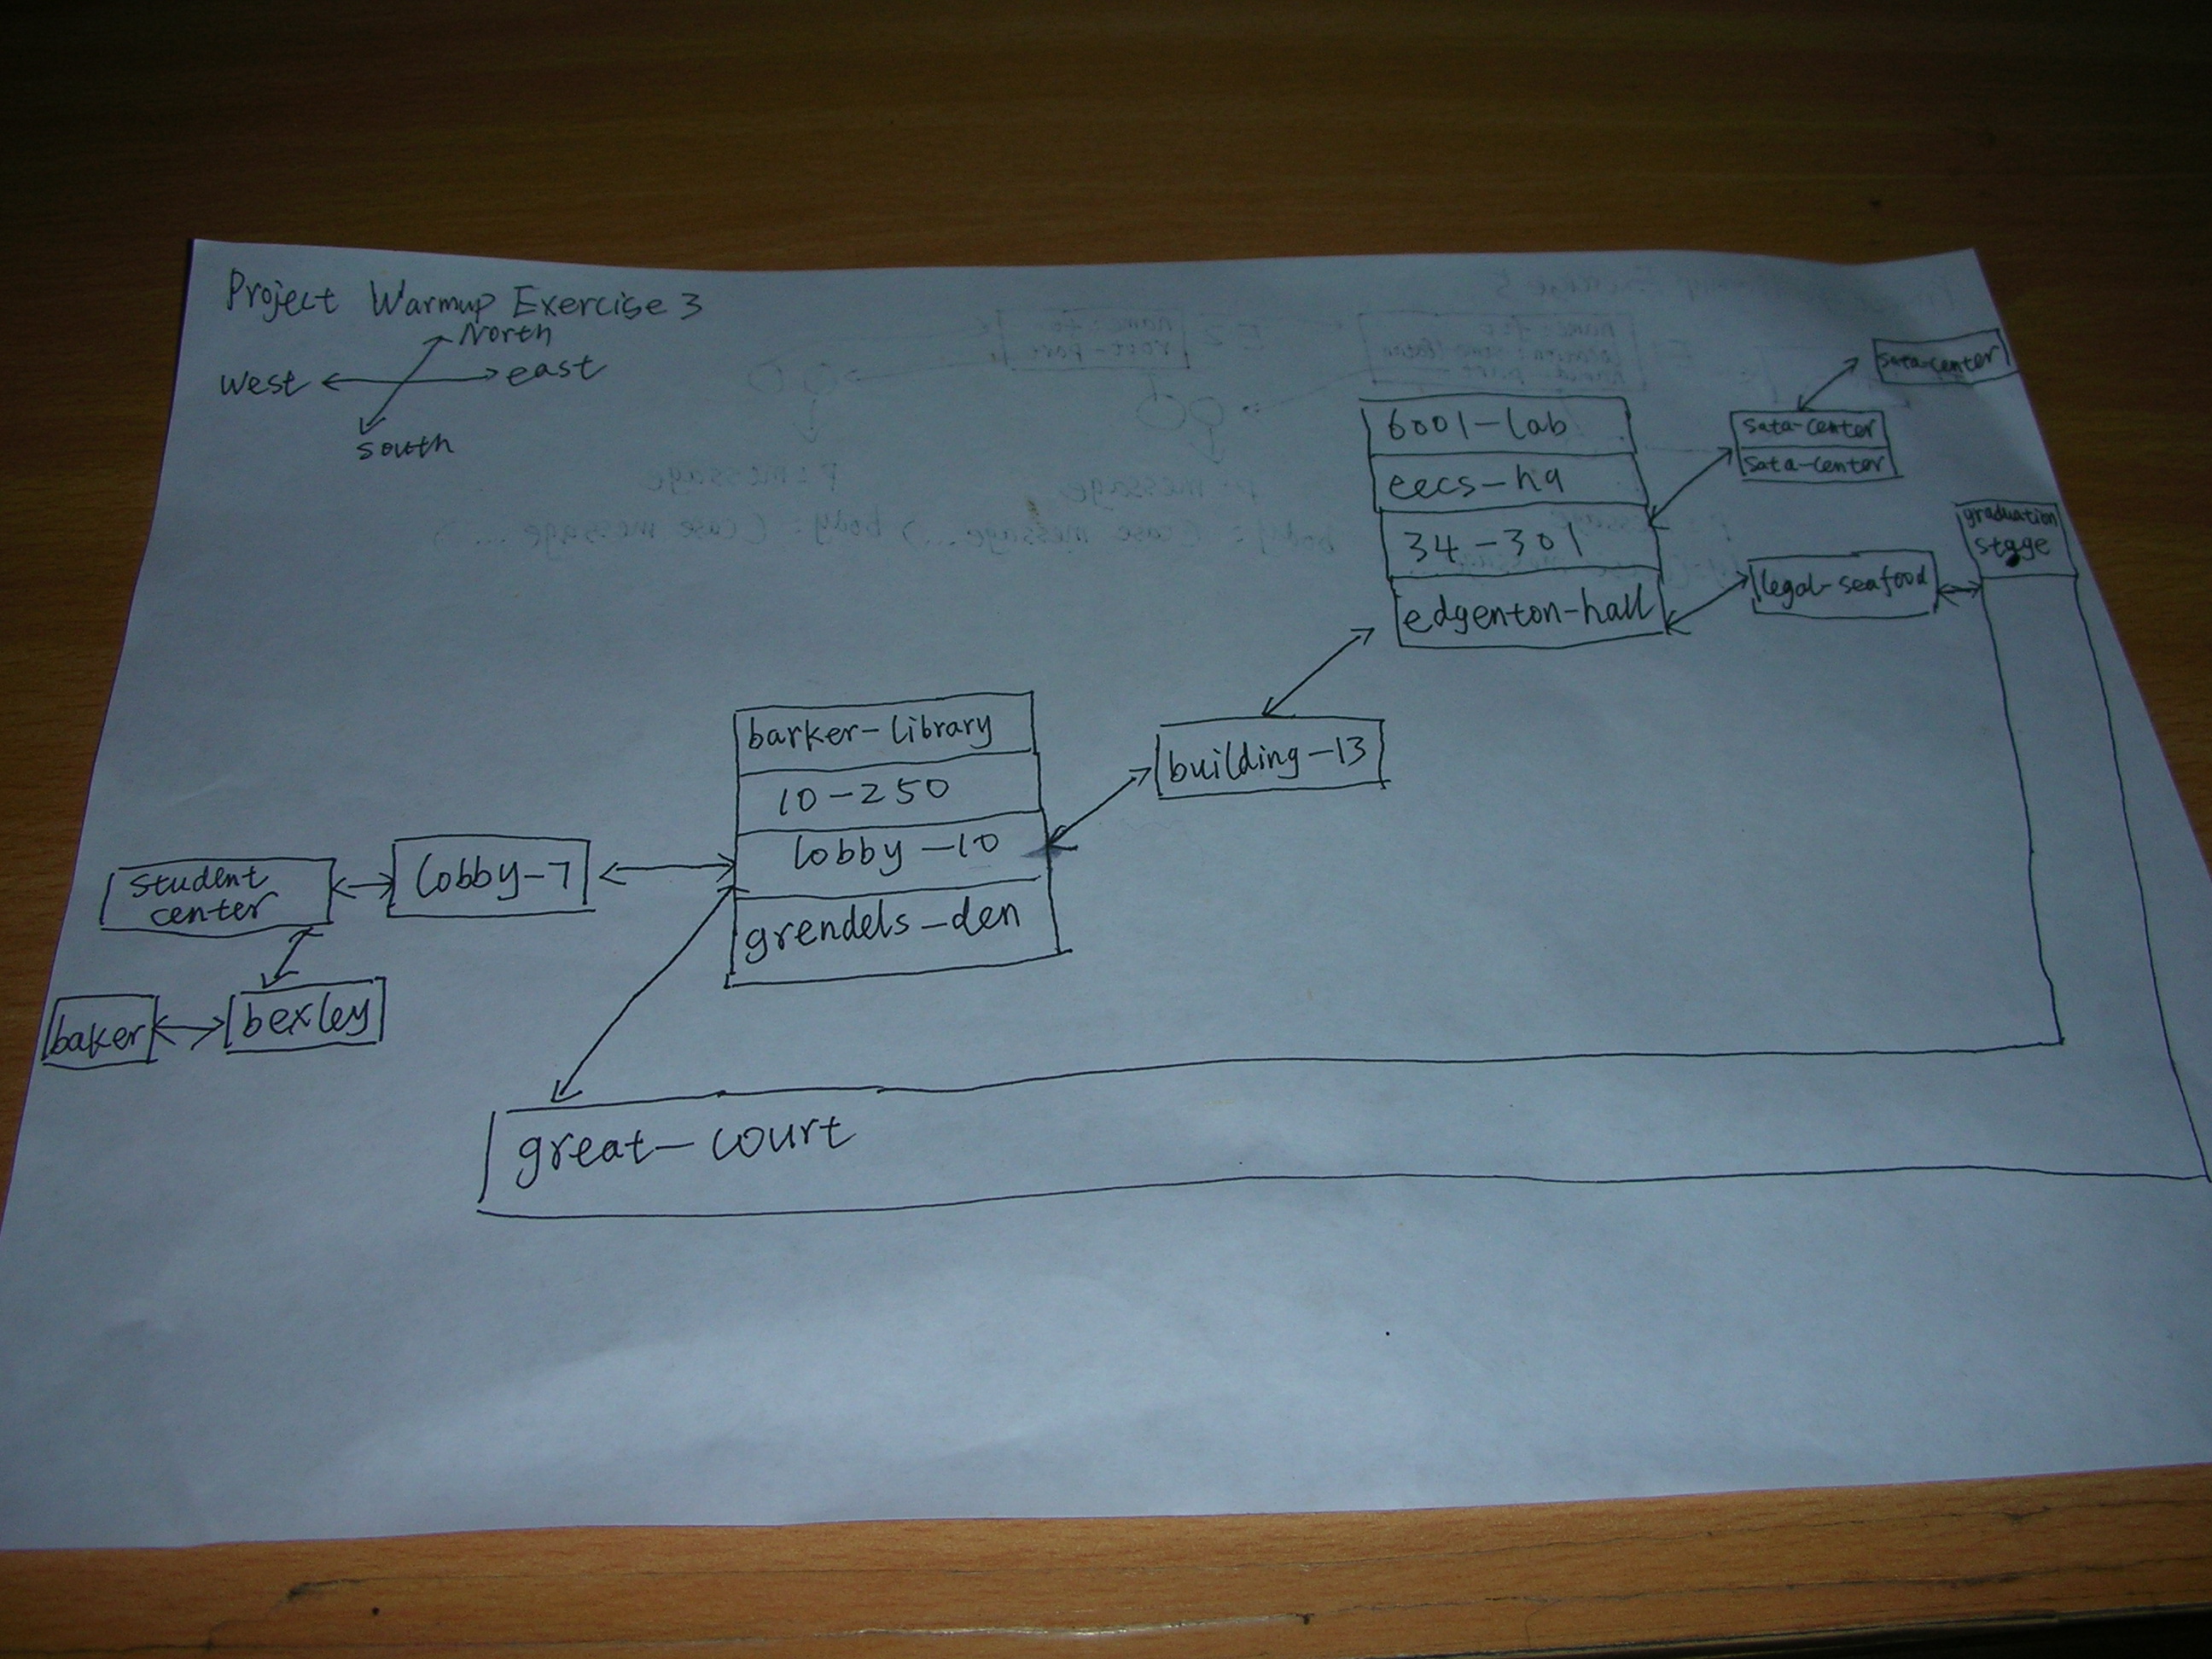 Project Warmup Exercise 3
North
west
east
south
sata-center
6001-lab
eecs-hq
34-301
edgenton-hall
sata-center
sata-center
graduation
stage
legal-seafood
barker-library
10-250
lobby-10
grendels-den
building-13
student
center
lobby-7
baker
bexley
great-court